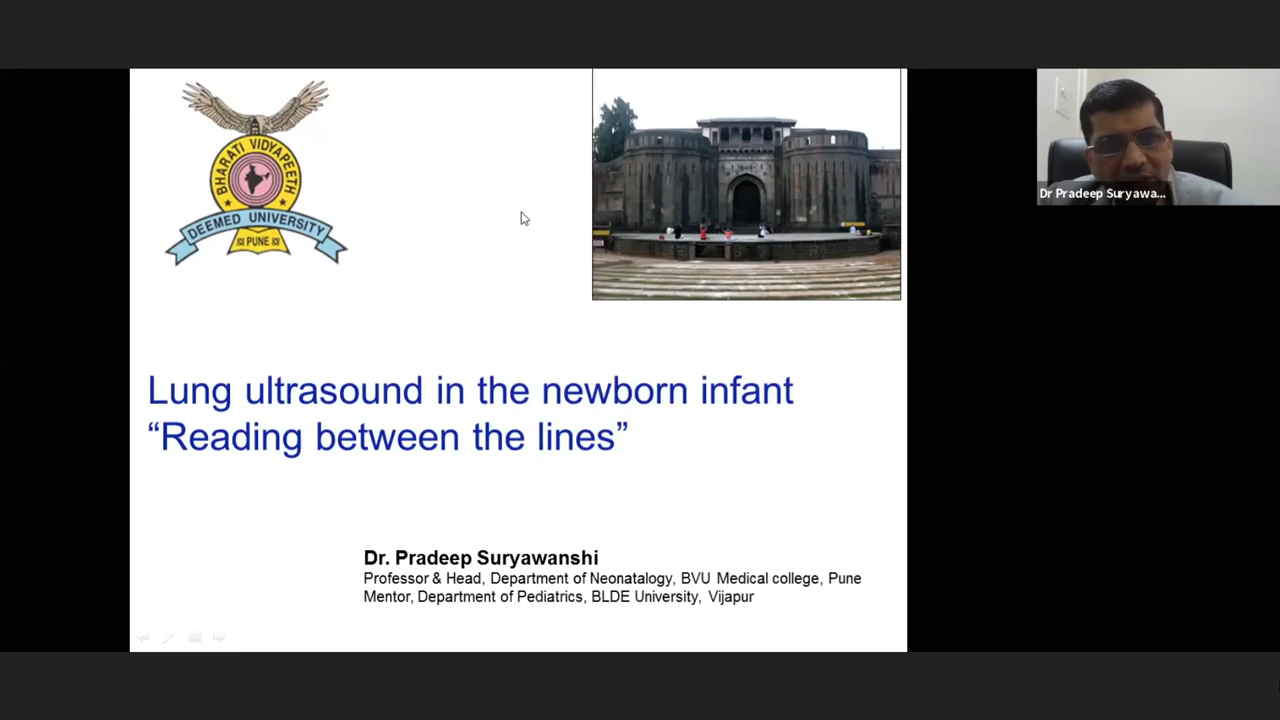 BHARATI VIDYAPEETH
DEEMED UNIVERSITY
PUNE
Dr Pradeep Suryawa...
Lung ultrasound in the newborn infant
“Reading between the lines”
Dr. Pradeep Suryawanshi
Professor & Head, Department of Neonatalogy, BVU Medical college, Pune
Mentor, Department of Pediatrics, BLDE University, Vijapur